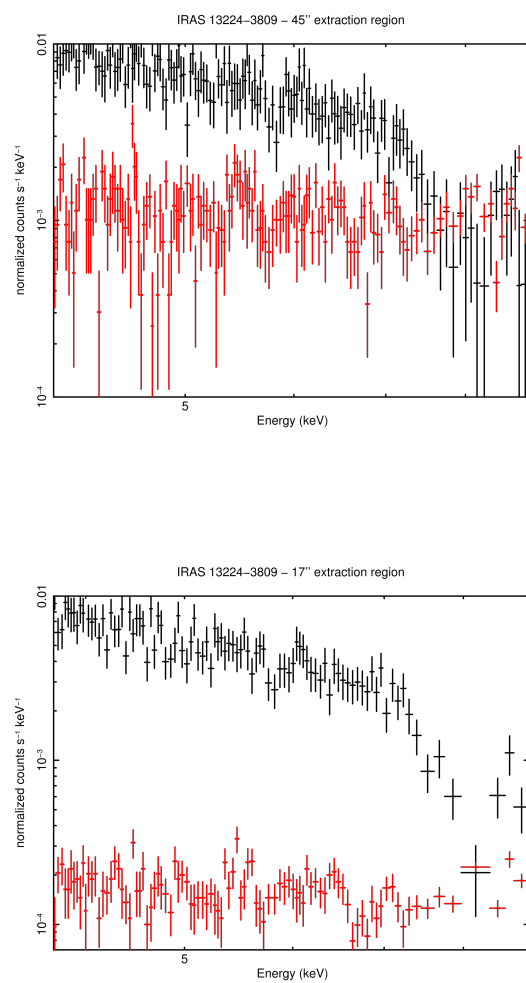 IRAS 13224−3809 − 45’’ extraction region
0.01
10⁻³
10⁻⁴
normalized counts s⁻¹ keV⁻¹
5
Energy (keV)
IRAS 13224−3809 − 17’’ extraction region
0.01
10⁻³
10⁻⁴
normalized counts s⁻¹ keV⁻¹
5
Energy (keV)